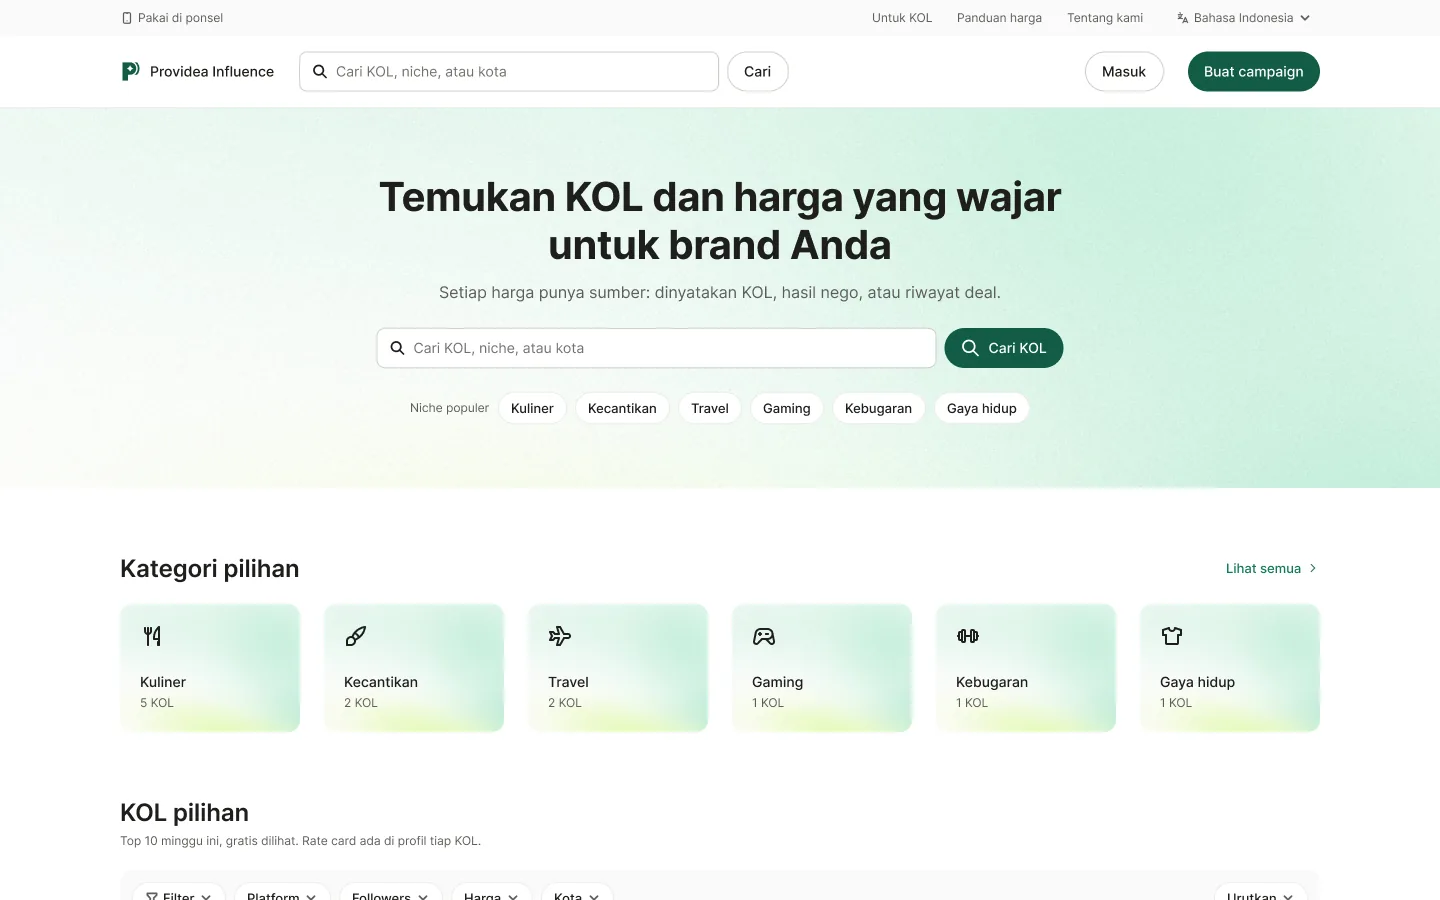 Pakai di ponsel
Untuk KOL
Panduan harga
Tentang kami
Bahasa Indonesia
Providea Influence
Cari KOL, niche, atau kota
Cari
Masuk
Buat campaign
Temukan KOL dan harga yang wajar
untuk brand Anda
Setiap harga punya sumber: dinyatakan KOL, hasil nego, atau riwayat deal.
Cari KOL, niche, atau kota
Cari KOL
Niche populer
Kuliner
Kecantikan
Travel
Gaming
Kebugaran
Gaya hidup
Kategori pilihan
Lihat semua
Kuliner
5 KOL
Kecantikan
2 KOL
Travel
2 KOL
Gaming
1 KOL
Kebugaran
1 KOL
Gaya hidup
1 KOL
KOL pilihan
Top 10 minggu ini, gratis dilihat. Rate card ada di profil tiap KOL.
Filter
Platform
Followers
Harga
Kota
Urutkan